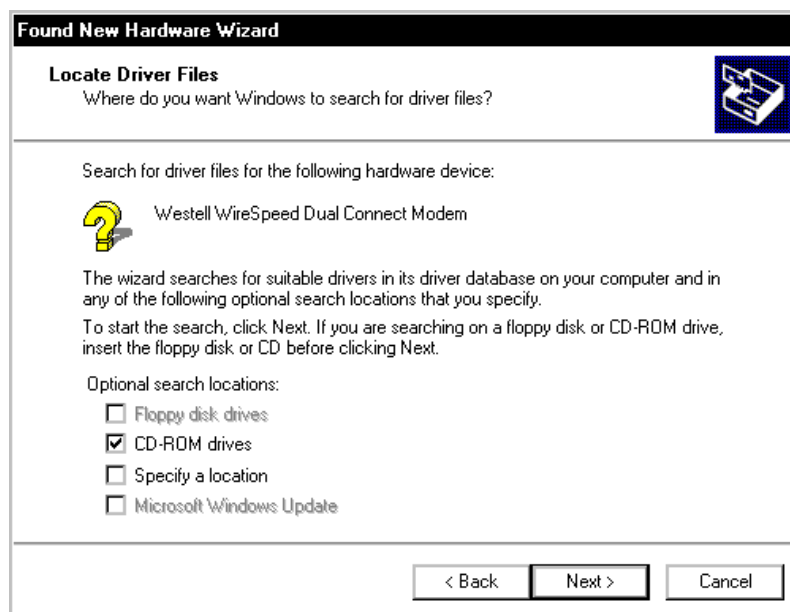 Found New Hardware Wizard
Locate Driver Files
Where do you want Windows to search for driver files?
Search for driver files for the following hardware device:
Westell WireSpeed Dual Connect Modem
The wizard searches for suitable drivers in its driver database on your computer and in
any of the following optional search locations that you specify.
To start the search, click Next. If you are searching on a floppy disk or CD-ROM drive,
insert the floppy disk or CD before clicking Next.
Optional search locations:
Floppy disk drives
CD-ROM drives
Specify a location
Microsoft Windows Update
< Back Next > Cancel